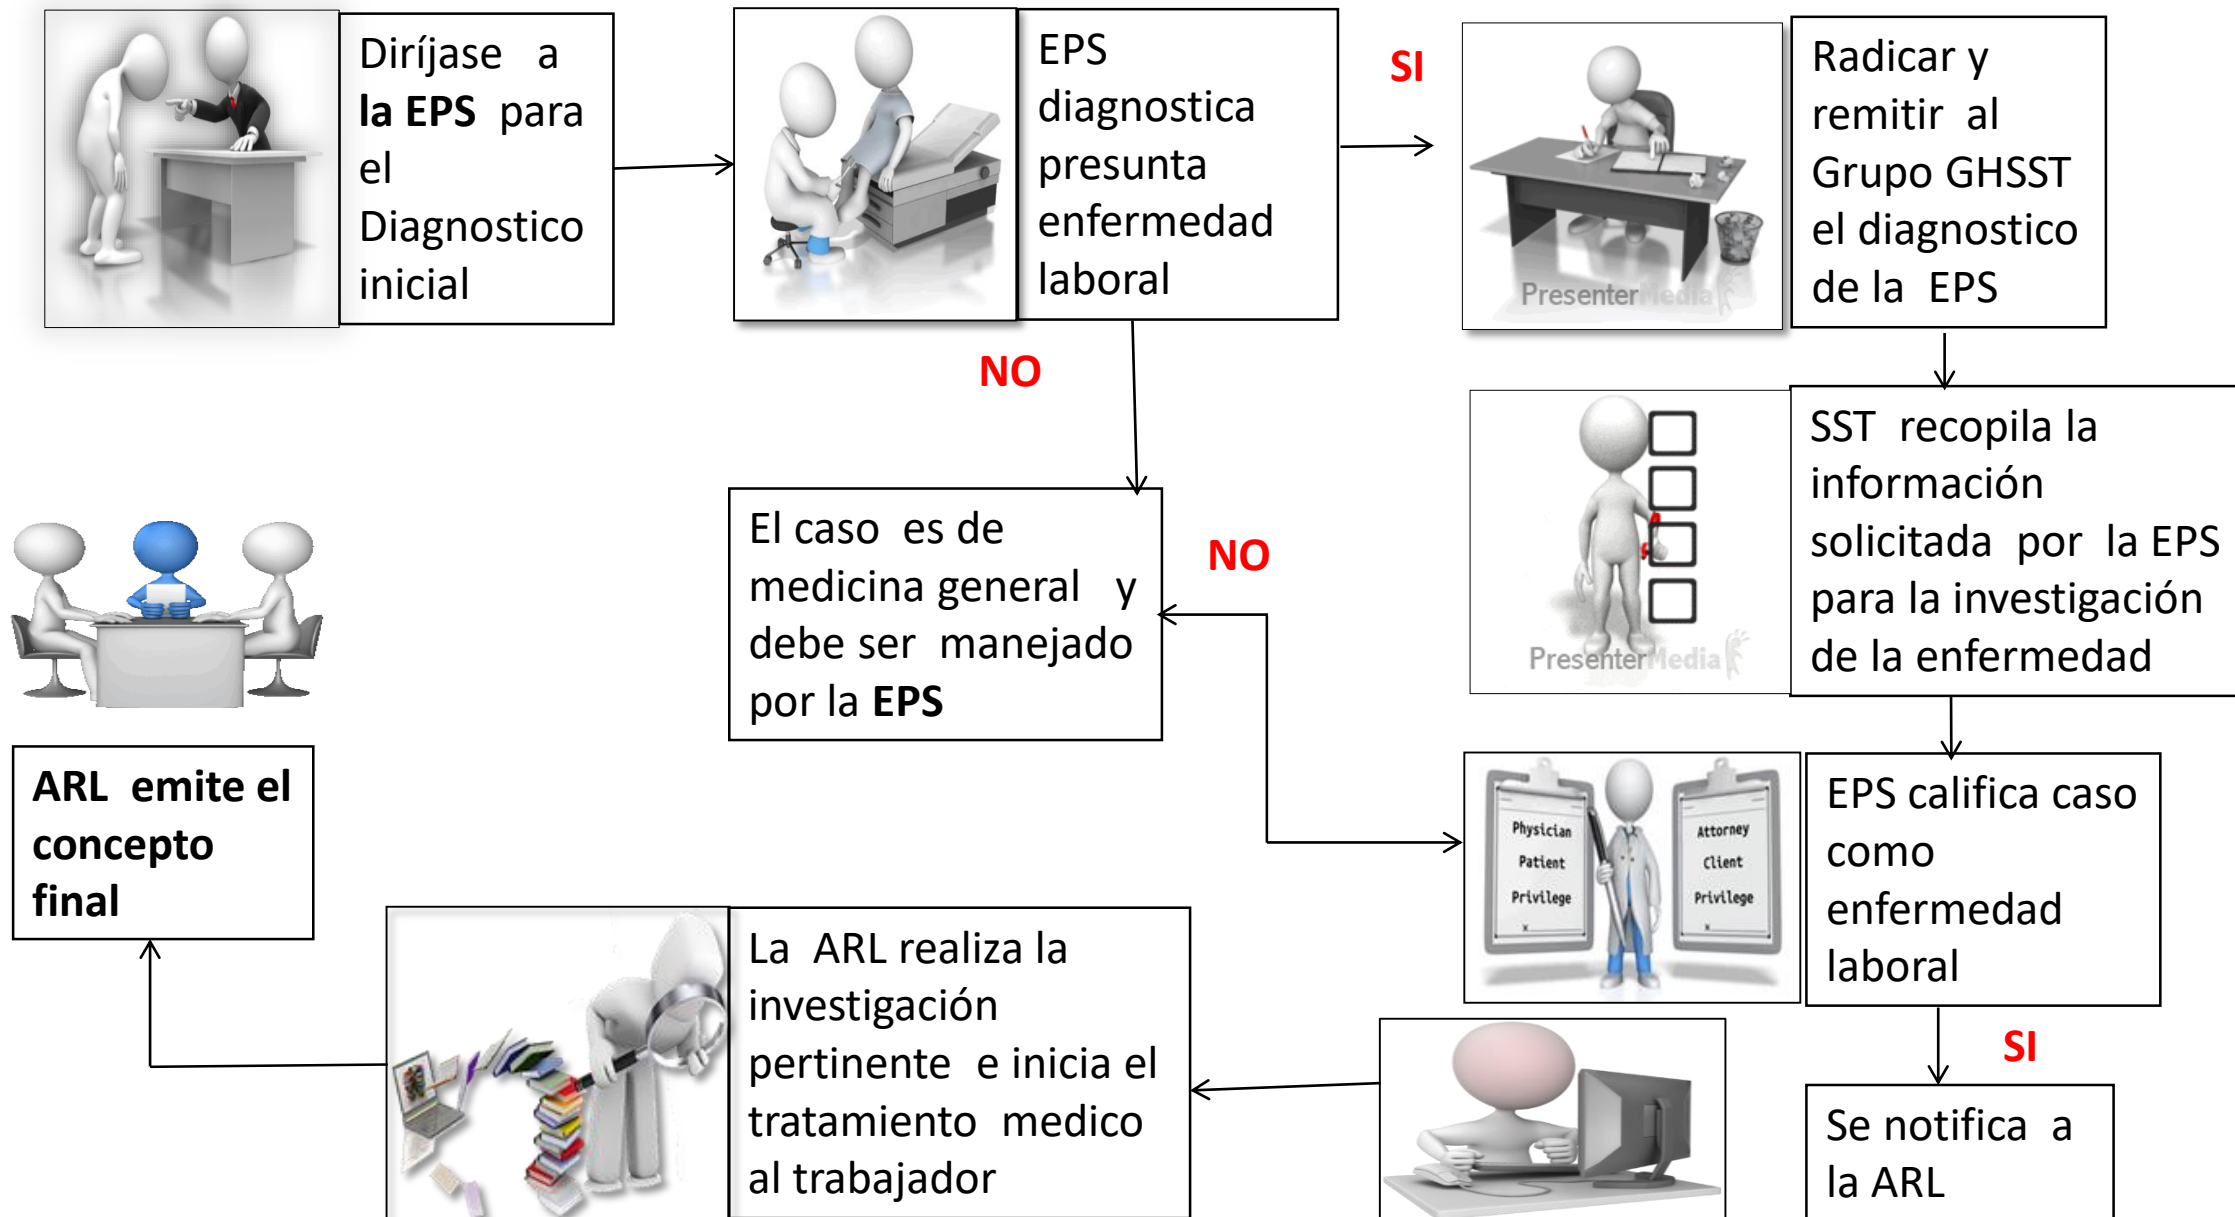 Diríjase a
la EPS para
el
Diagnostico
inicial
EPS
diagnostica
presunta
enfermedad
laboral
SI
PresenterMedia
Radicar y
remitir al
Grupo GHSST
el diagnostico
de la EPS
NO
PresenterMedia
SST recopila la
información
solicitada por la EPS
para la investigación
de la enfermedad
El caso es de
medicina general y
debe ser manejado
por la EPS
NO
Physician
Patient
Privilege
x
Attorney
Client
Privilege
x
EPS califica caso
como
enfermedad
laboral
SI
Se notifica a
la ARL
La ARL realiza la
investigación
pertinente e inicia el
tratamiento medico
al trabajador
ARL emite el
concepto
final